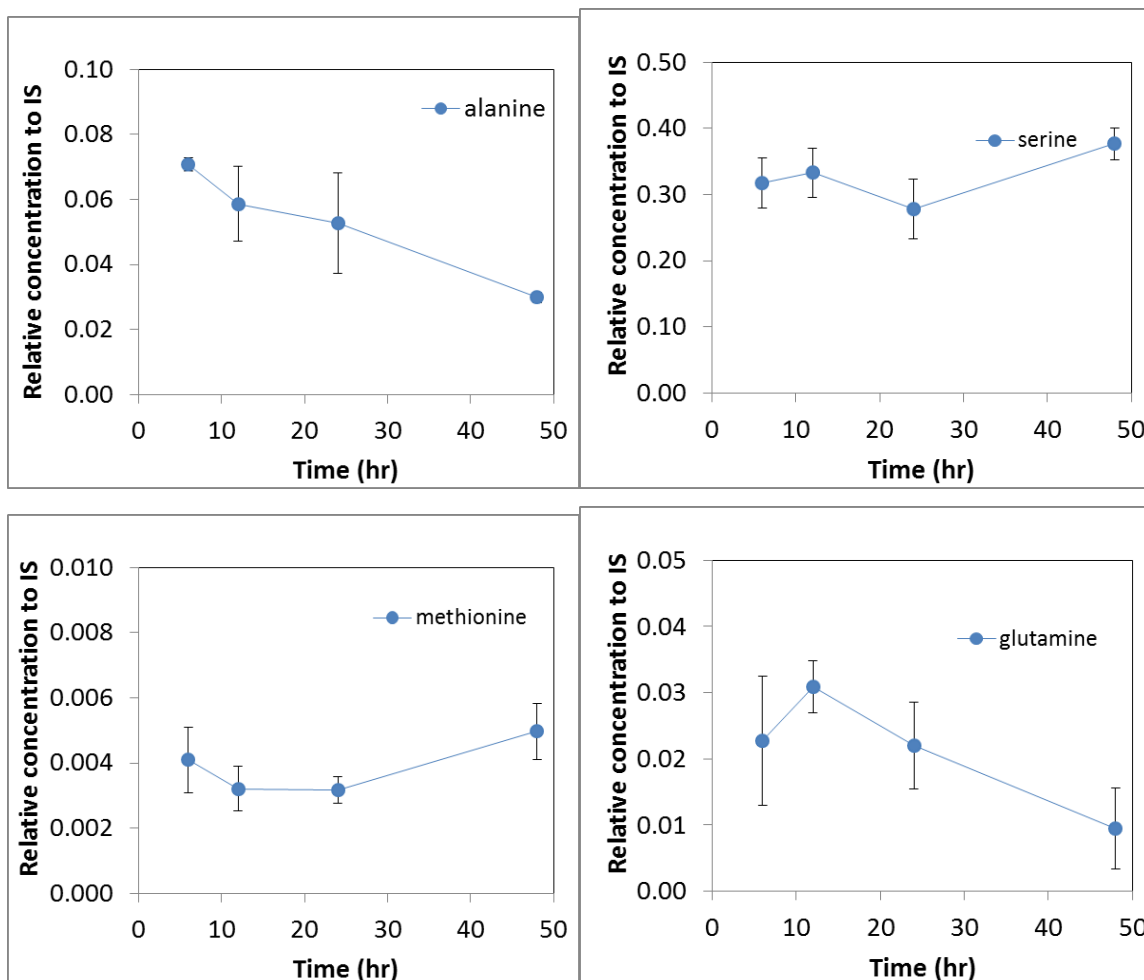 Relative concentration to IS
0.10
0.08
0.06
0.04
0.02
0.00
alanine
0 10 20 30 40 50
Time (hr)
Relative concentration to IS
0.50
0.40
0.30
0.20
0.10
0.00
serine
0 10 20 30 40 50
Time (hr)
Relative concentration to IS
0.010
0.008
0.006
0.004
0.002
0.000
methionine
0 10 20 30 40 50
Time (hr)
Relative concentration to IS
0.05
0.04
0.03
0.02
0.01
0.00
glutamine
0 10 20 30 40 50
Time (hr)